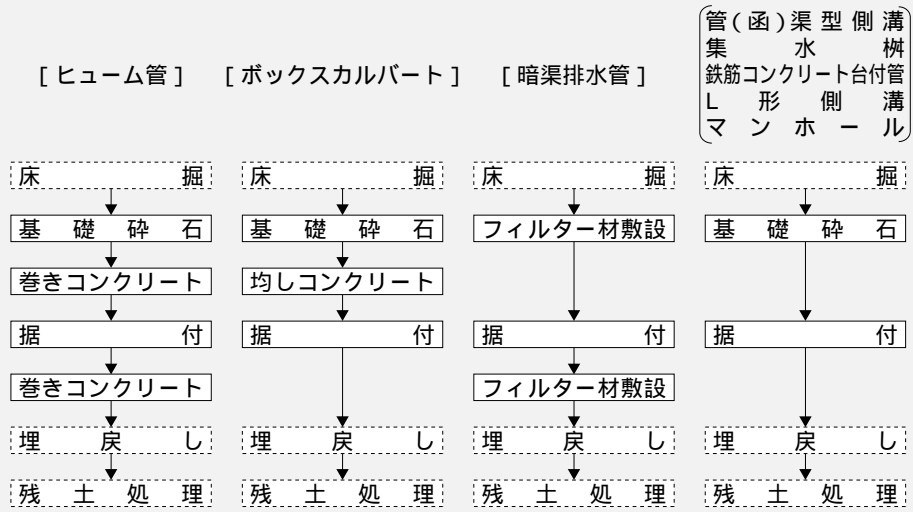 [ヒューム管]
床掘
基礎砕石
巻きコンクリート
据付
巻きコンクリート
埋戻し
残土処理
[ボックスカルバート]
床掘
基礎砕石
均しコンクリート
据付
埋戻し
残土処理
[暗渠排水管]
床掘
フィルター材敷設
据付
フィルター材敷設
埋戻し
残土処理
管(函)渠型側溝
集水桝
鉄筋コンクリート台付管
L形側溝
マンホール
床掘
基礎砕石
据付
埋戻し
残土処理